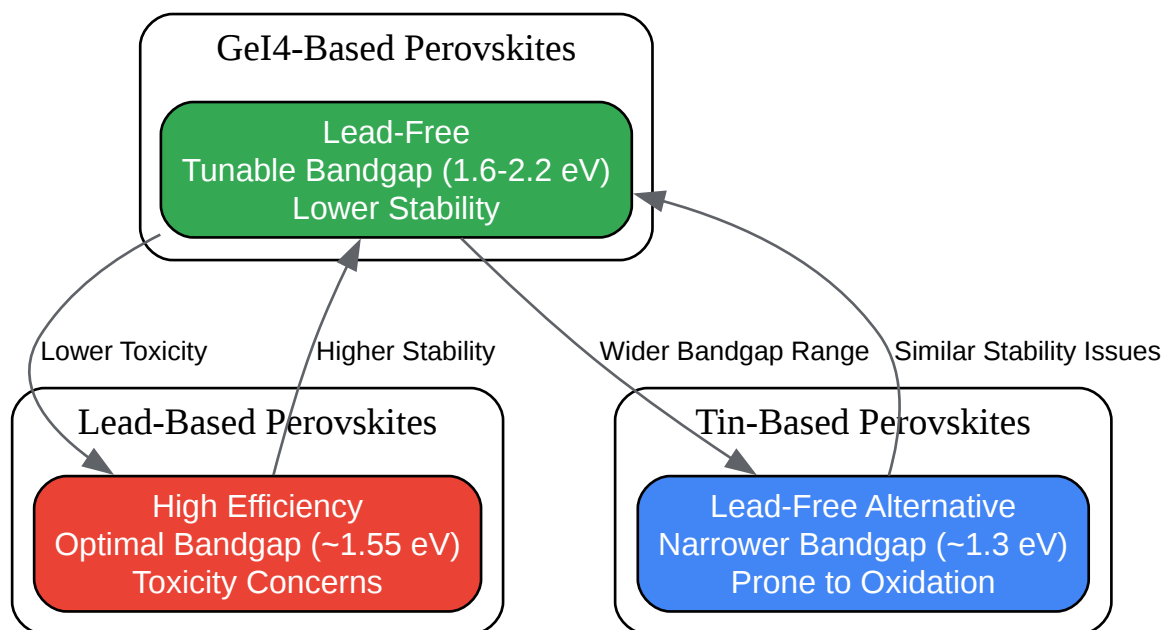 GeI4-Based Perovskites
Lead-Free
Tunable Bandgap (1.6-2.2 eV)
Lower Stability
Lower Toxicity
Higher Stability
Wider Bandgap Range
Similar Stability Issues
Lead-Based Perovskites
High Efficiency
Optimal Bandgap (~1.55 eV)
Toxicity Concerns
Tin-Based Perovskites
Lead-Free Alternative
Narrower Bandgap (~1.3 eV)
Prone to Oxidation